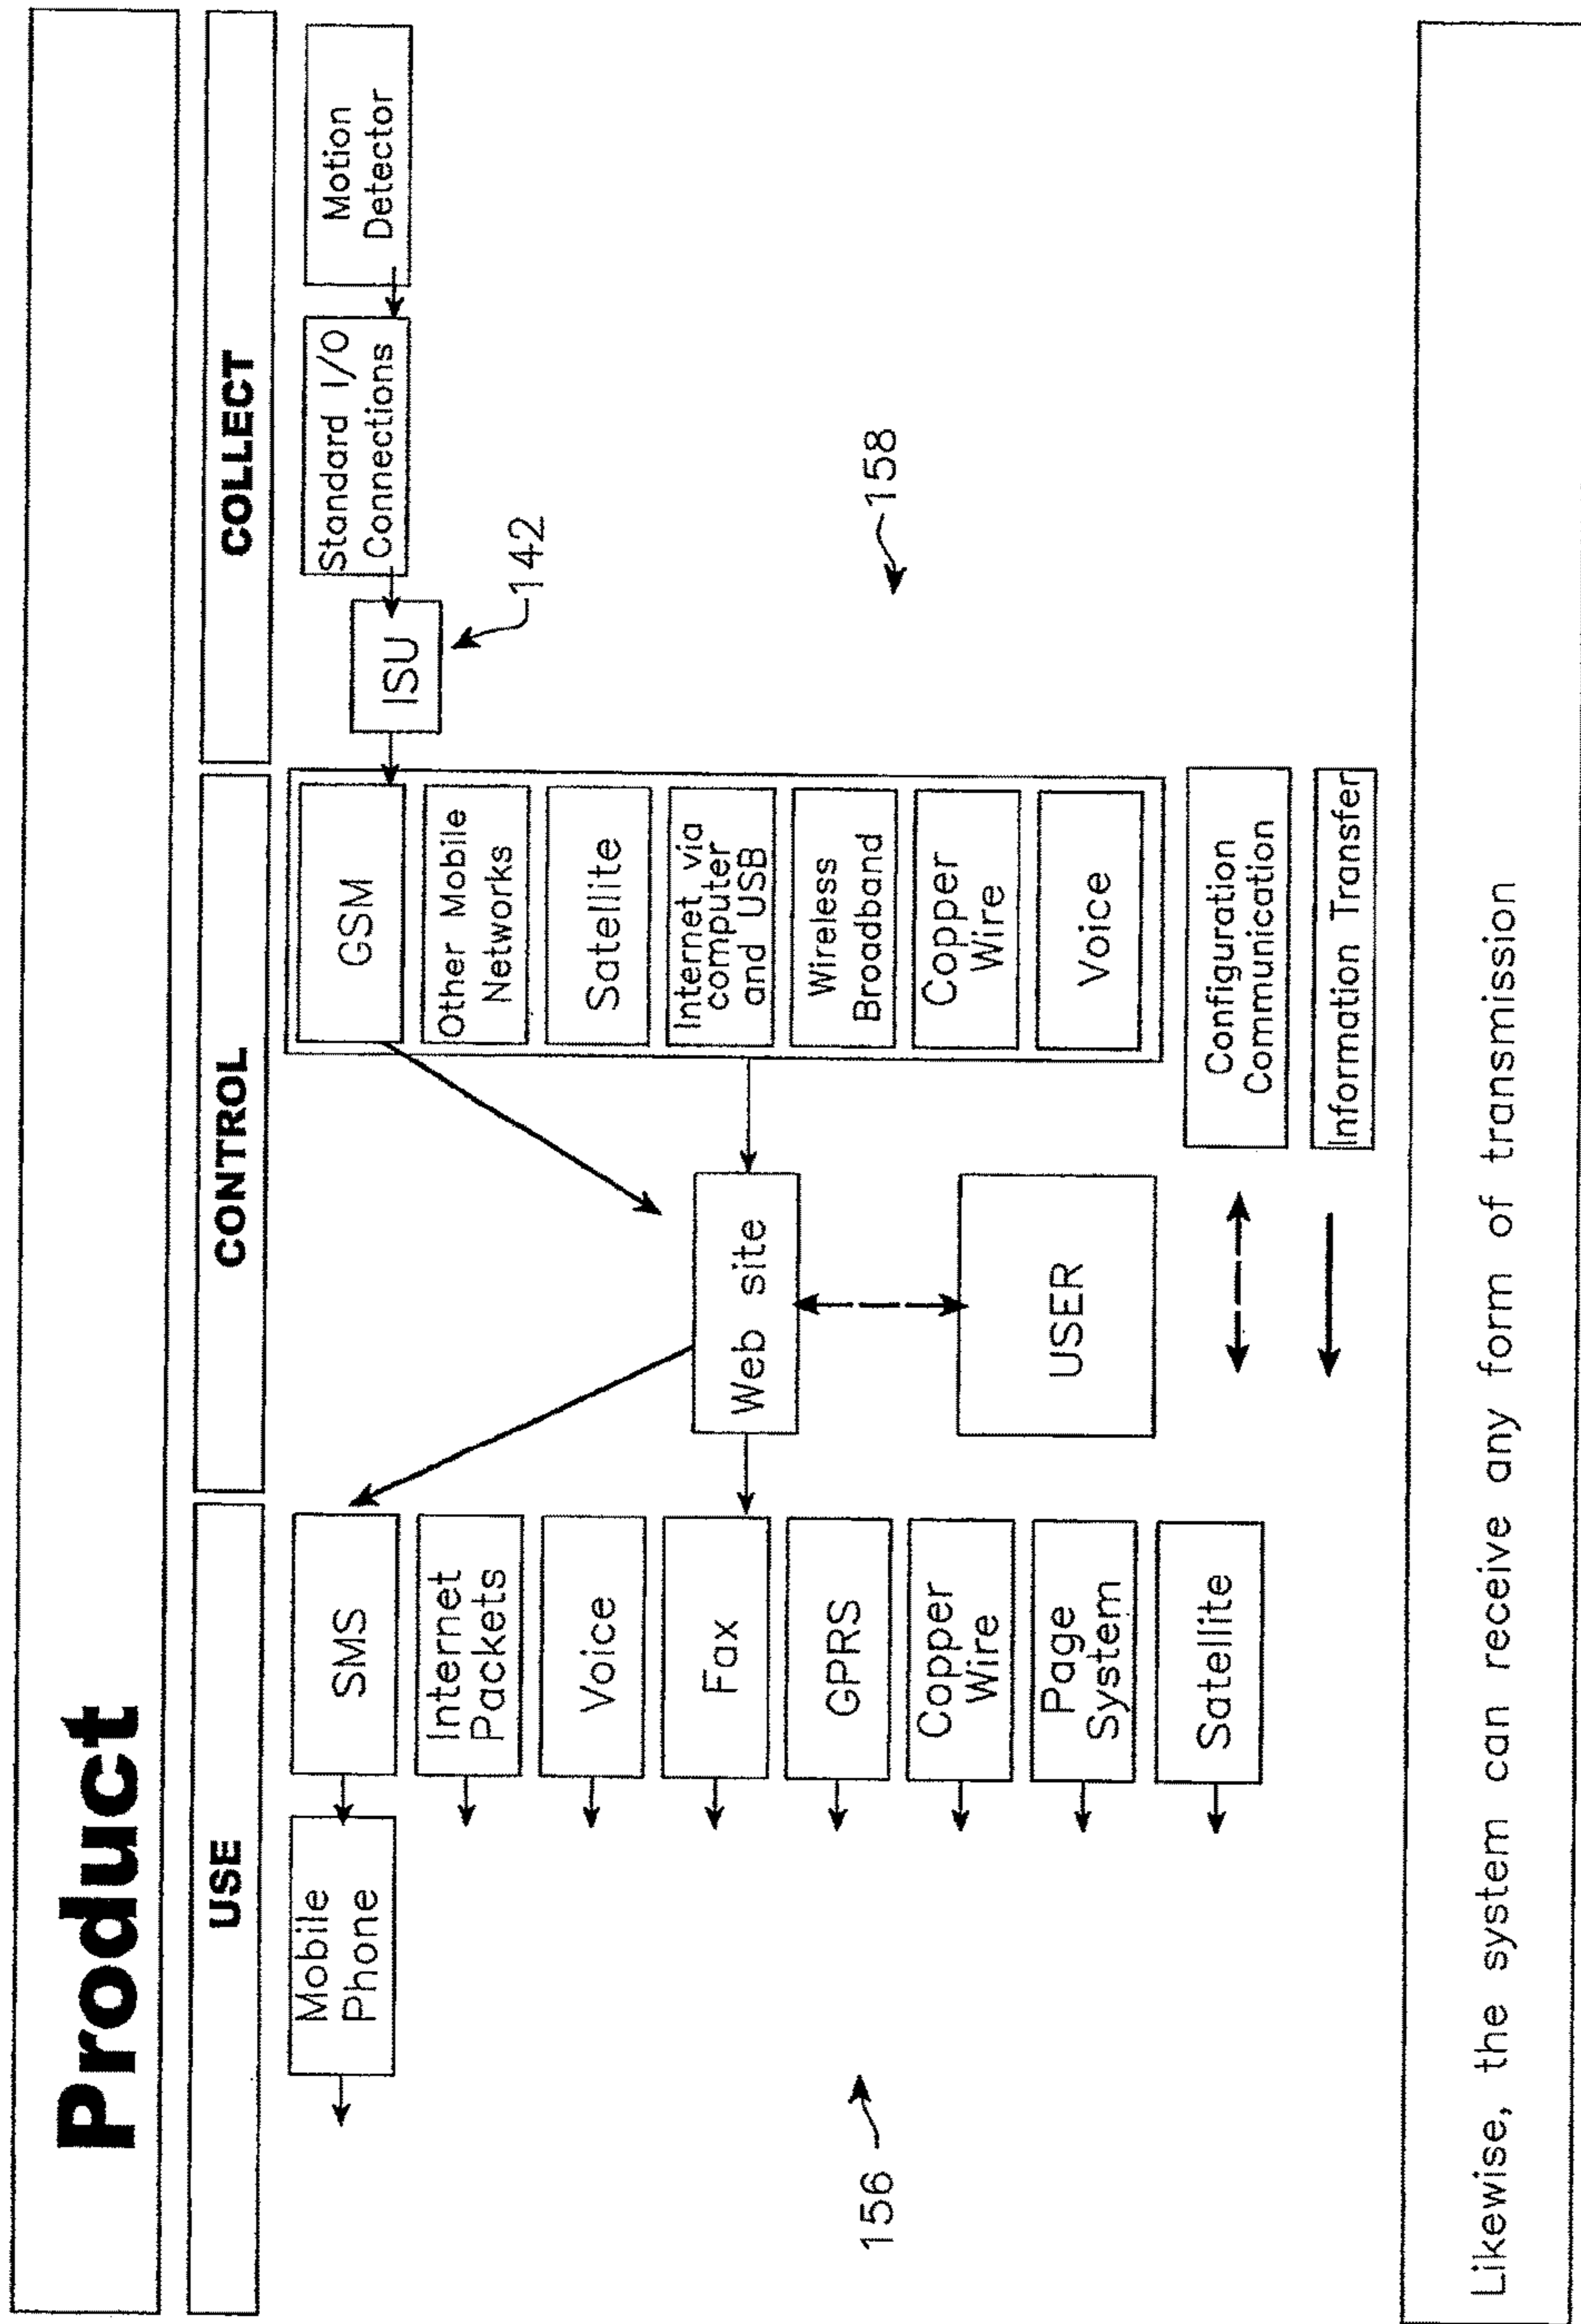 Product
USE
CONTROL
COLLECT
Mobile
Phone
SMS
Internet
Packets
Voice
Fax
GPRS
Copper
Wire
Page
System
Satellite
Web site
USER
GSM
Other Mobile
Networks
Satellite
Internet via
computer
and USB
Wireless
Broadband
Copper
Wire
Voice
Configuration
Communication
Information Transfer
ISU
142
Standard I/O
Connections
Motion
Detector
156
158
Likewise, the system can receive any form of transmission